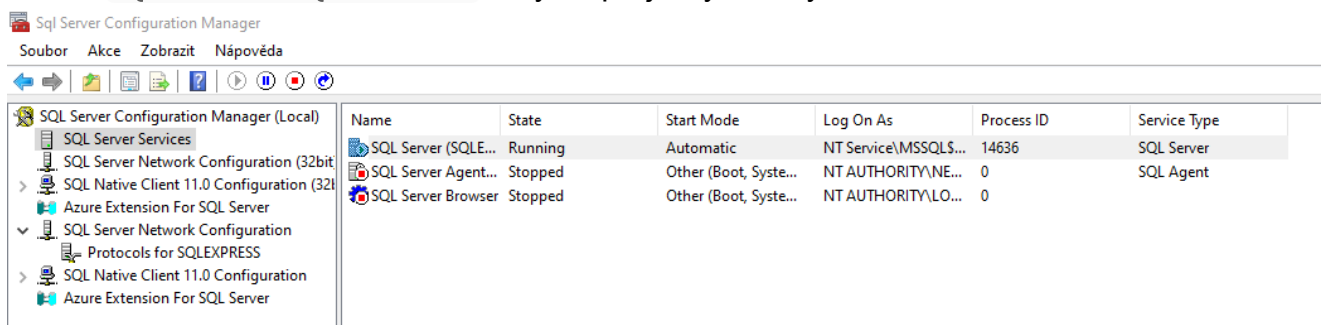 Sql Server Configuration Manager
Soubor Akce Zobrazit Nápověda
SQL Server Configuration Manager (Local)
SQL Server Services
SQL Server Network Configuration (32bit
SQL Native Client 11.0 Configuration (32
Azure Extension For SQL Server
SQL Server Network Configuration
Protocols for SQLEXPRESS
SQL Native Client 11.0 Configuration
Azure Extension For SQL Server
Name State Start Mode Log On As Process ID Service Type
SQL Server (SQLE... Running Automatic NT Service\MSSQL$... 14636 SQL Server
SQL Server Agent... Stopped Other (Boot, Syste... NT AUTHORITY\NE... 0 SQL Agent
SQL Server Browser Stopped Other (Boot, Syste... NT AUTHORITY\LO... 0